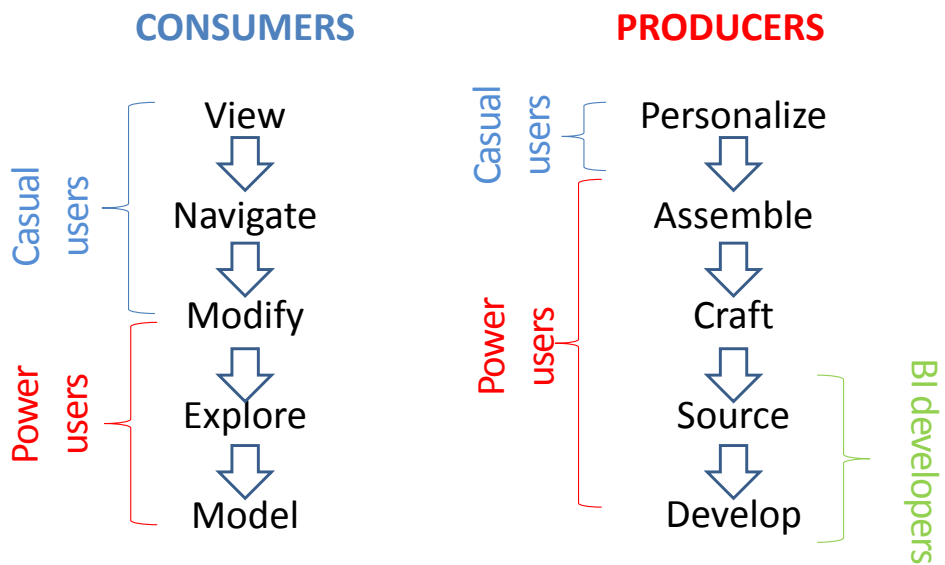 CONSUMERS
Casual
users
Power
users
View
Navigate
Modify
Explore
Model
PRODUCERS
Casual
users
Power
users
Personalize
Assemble
Craft
Source
Develop
BI developers